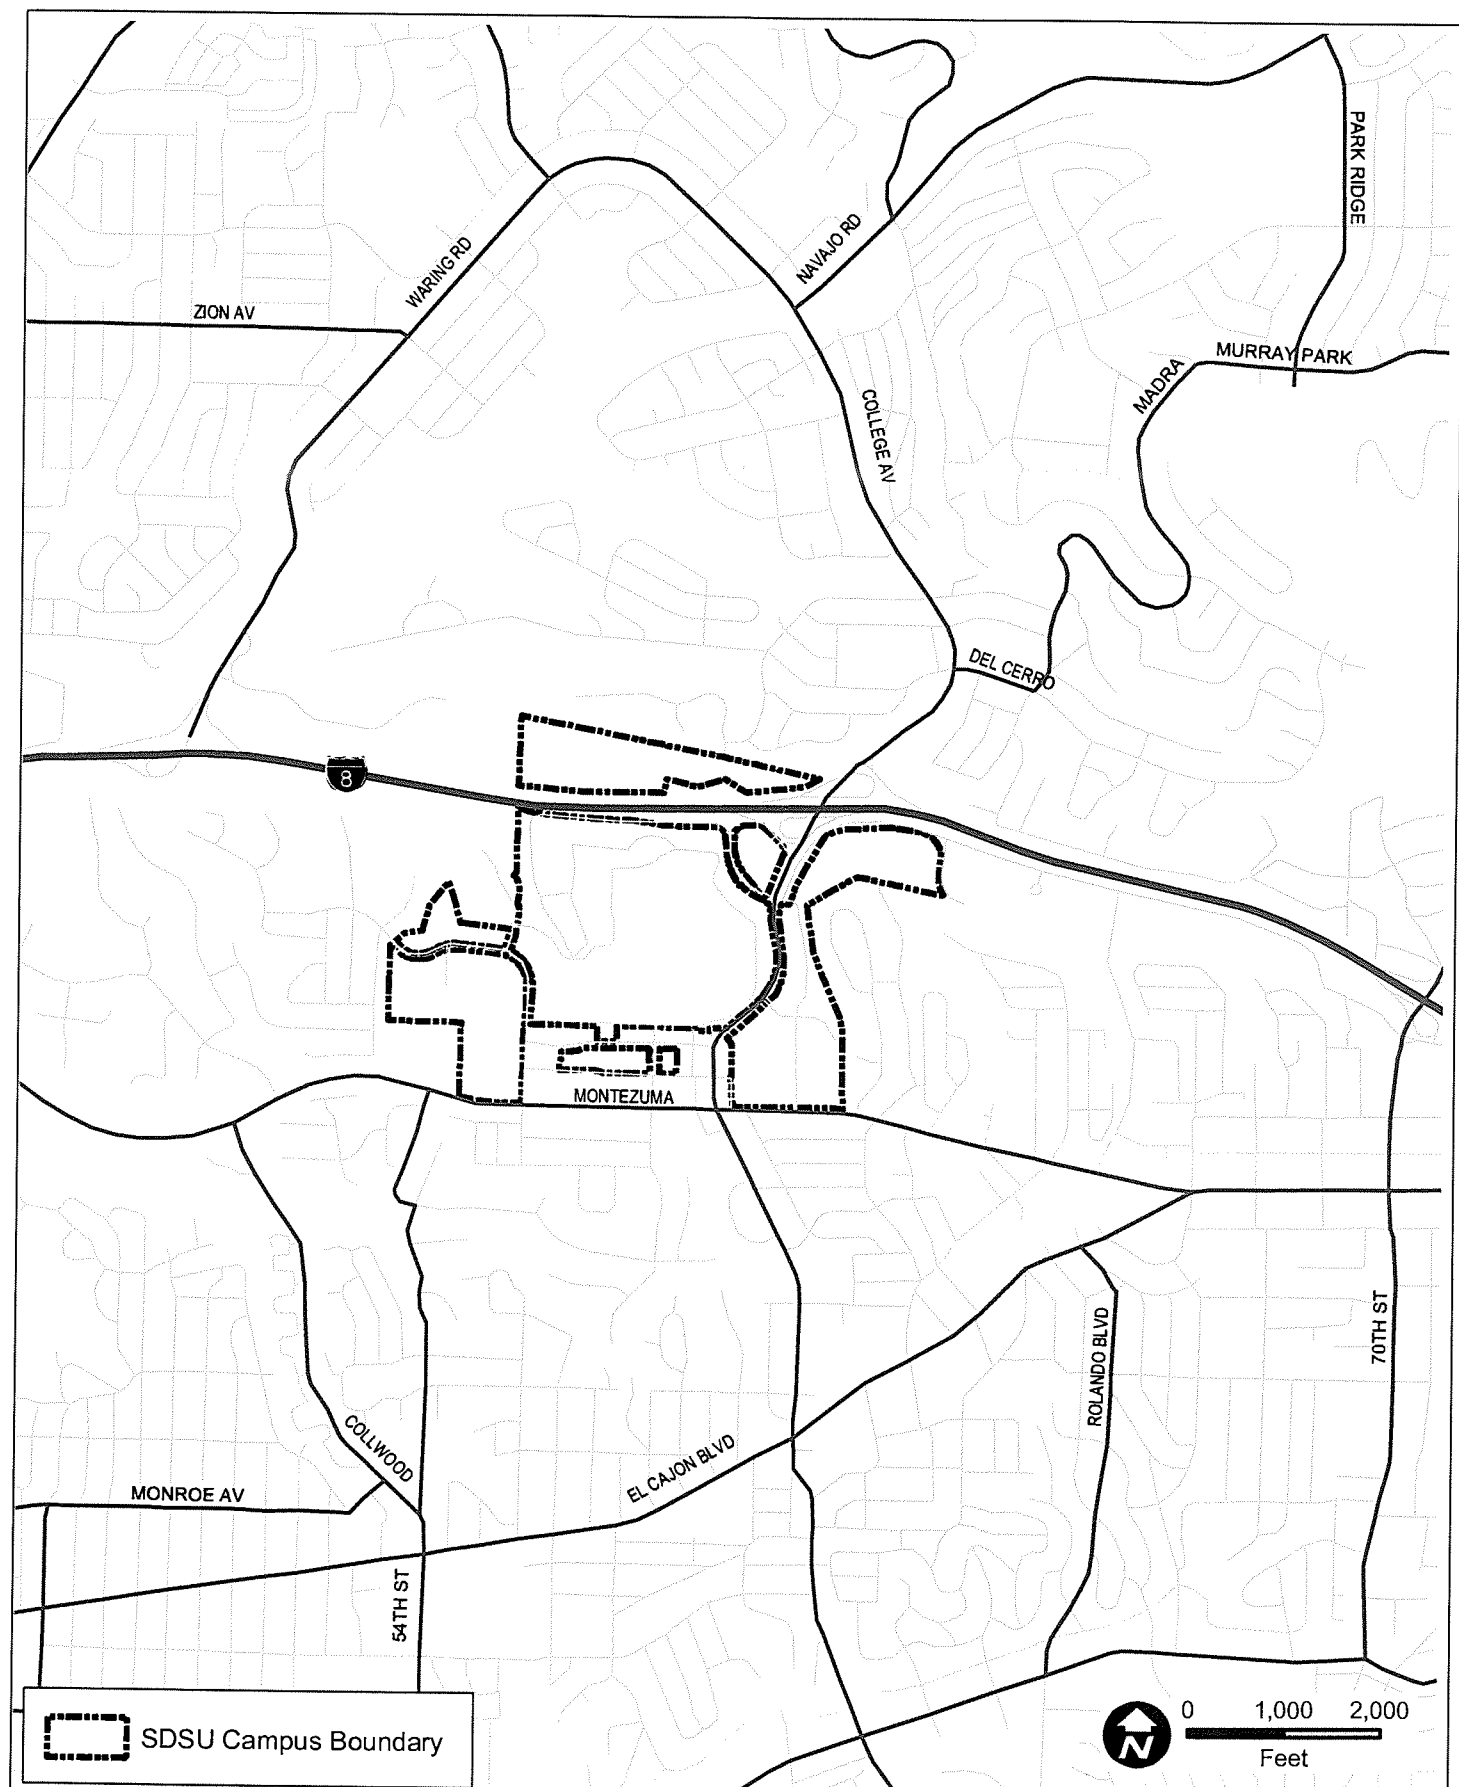 PARK RIDGE
NAVAJO RD
WARING RD
ZION AV
MURRAY PARK
MADRA
COLLEGE AV
DEL CERRO
8
MONTEZUMA
70TH ST
ROLANDO BLVD
COLLWOOD
EL CAJON BLVD
MONROE AV
54TH ST
SDSU Campus Boundary
N
0 1,000 2,000
Feet